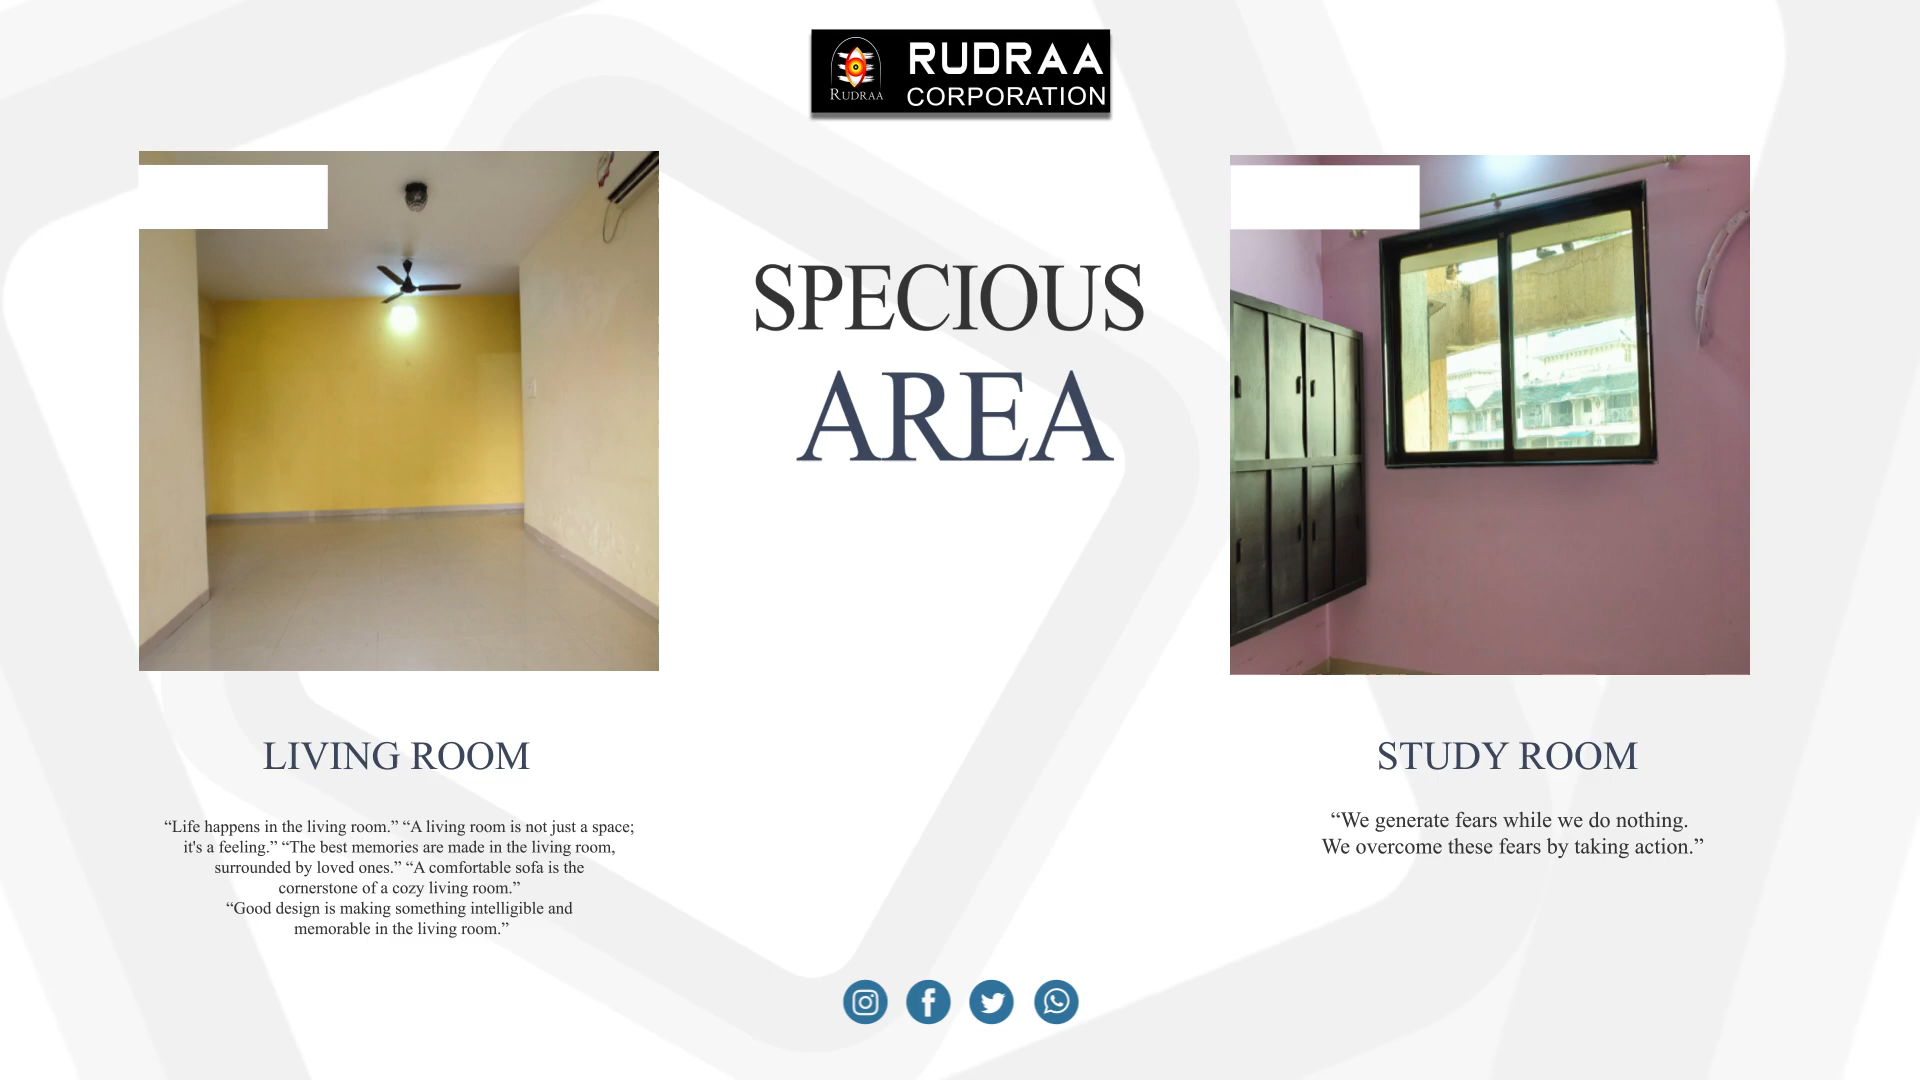 RUDRAA
RUDRAA
CORPORATION
SPECIOUS
AREA
LIVING ROOM
“Life happens in the living room.” “A living room is not just a space;
it's a feeling.” “The best memories are made in the living room,
surrounded by loved ones.” “A comfortable sofa is the
cornerstone of a cozy living room.”
“Good design is making something intelligible and
memorable in the living room.”
STUDY ROOM
“We generate fears while we do nothing.
We overcome these fears by taking action.”